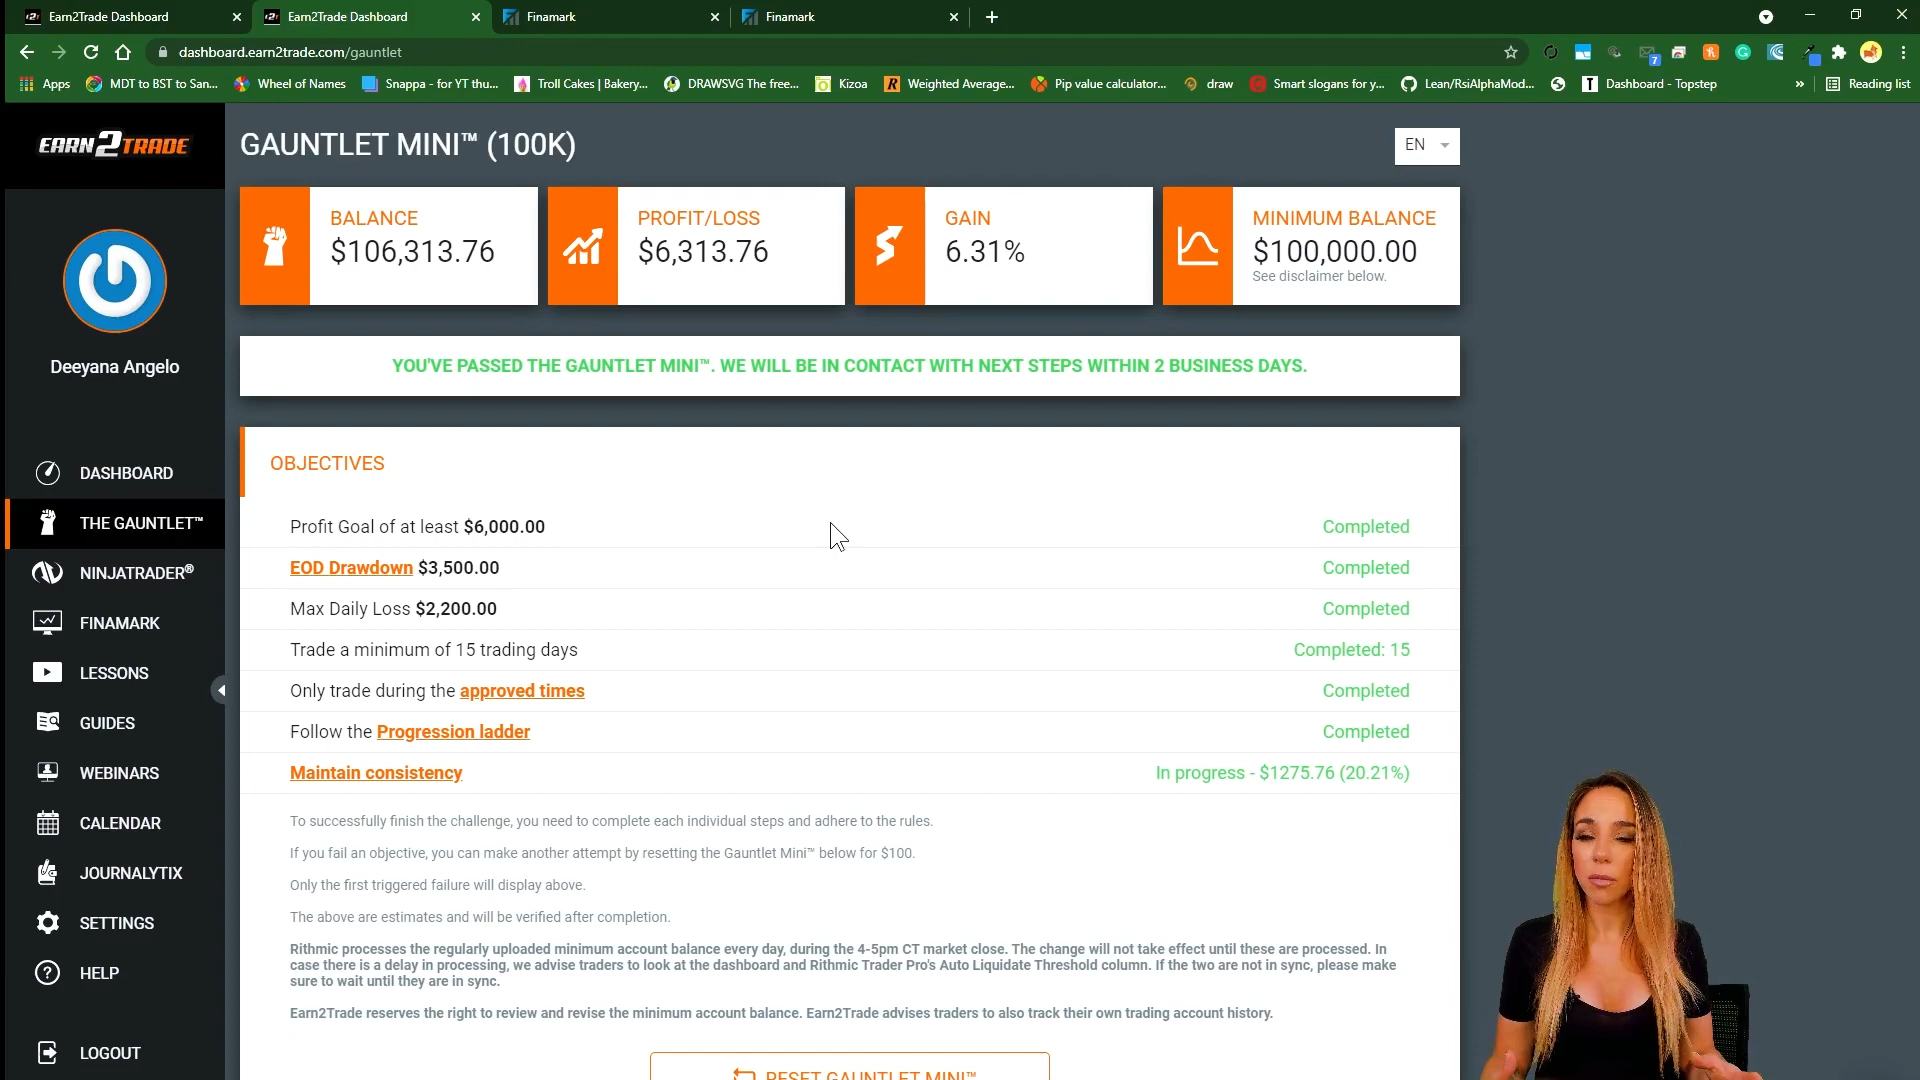 Earn2Trade Dashboard
Earn2Trade Dashboard
Finamark
Finamark
dashboard.earn2trade.com/gauntlet
7
Apps
MDT to BST to San...
Wheel of Names
Snappa - for YT thu...
Troll Cakes | Bakery...
DRAWSVG The free...
Kizoa
Weighted Average...
Pip value calculator...
draw
Smart slogans for y...
Lean/RsiAlphaMod...
Dashboard - Topstep
»
Reading list
EARN2TRADE
Deeyana Angelo
DASHBOARD
THE GAUNTLET™
NINJATRADER®
FINAMARK
LESSONS
GUIDES
WEBINARS
CALENDAR
JOURNALYTIX
SETTINGS
HELP
LOGOUT
GAUNTLET MINI™ (100K)
EN
BALANCE
$106,313.76
PROFIT/LOSS
$6,313.76
GAIN
6.31%
MINIMUM BALANCE
$100,000.00
See disclaimer below.
YOU'VE PASSED THE GAUNTLET MINI™. WE WILL BE IN CONTACT WITH NEXT STEPS WITHIN 2 BUSINESS DAYS.
OBJECTIVES
Profit Goal of at least $6,000.00 Completed
EOD Drawdown $3,500.00 Completed
Max Daily Loss $2,200.00 Completed
Trade a minimum of 15 trading days Completed: 15
Only trade during the approved times Completed
Follow the Progression ladder Completed
Maintain consistency In progress - $1275.76 (20.21%)
To successfully finish the challenge, you need to complete each individual steps and adhere to the rules.
If you fail an objective, you can make another attempt by resetting the Gauntlet Mini™ below for $100.
Only the first triggered failure will display above.
The above are estimates and will be verified after completion.
Rithmic processes the regularly uploaded minimum account balance every day, during the 4-5pm CT market close. The change will not take effect until these are processed. In
case there is a delay in processing, we advise traders to look at the dashboard and Rithmic Trader Pro's Auto Liquidate Threshold column. If the two are not in sync, please make
sure to wait until they are in sync.
Earn2Trade reserves the right to review and revise the minimum account balance. Earn2Trade advises traders to also track their own trading account history.
RESET GAUNTLET MINI™